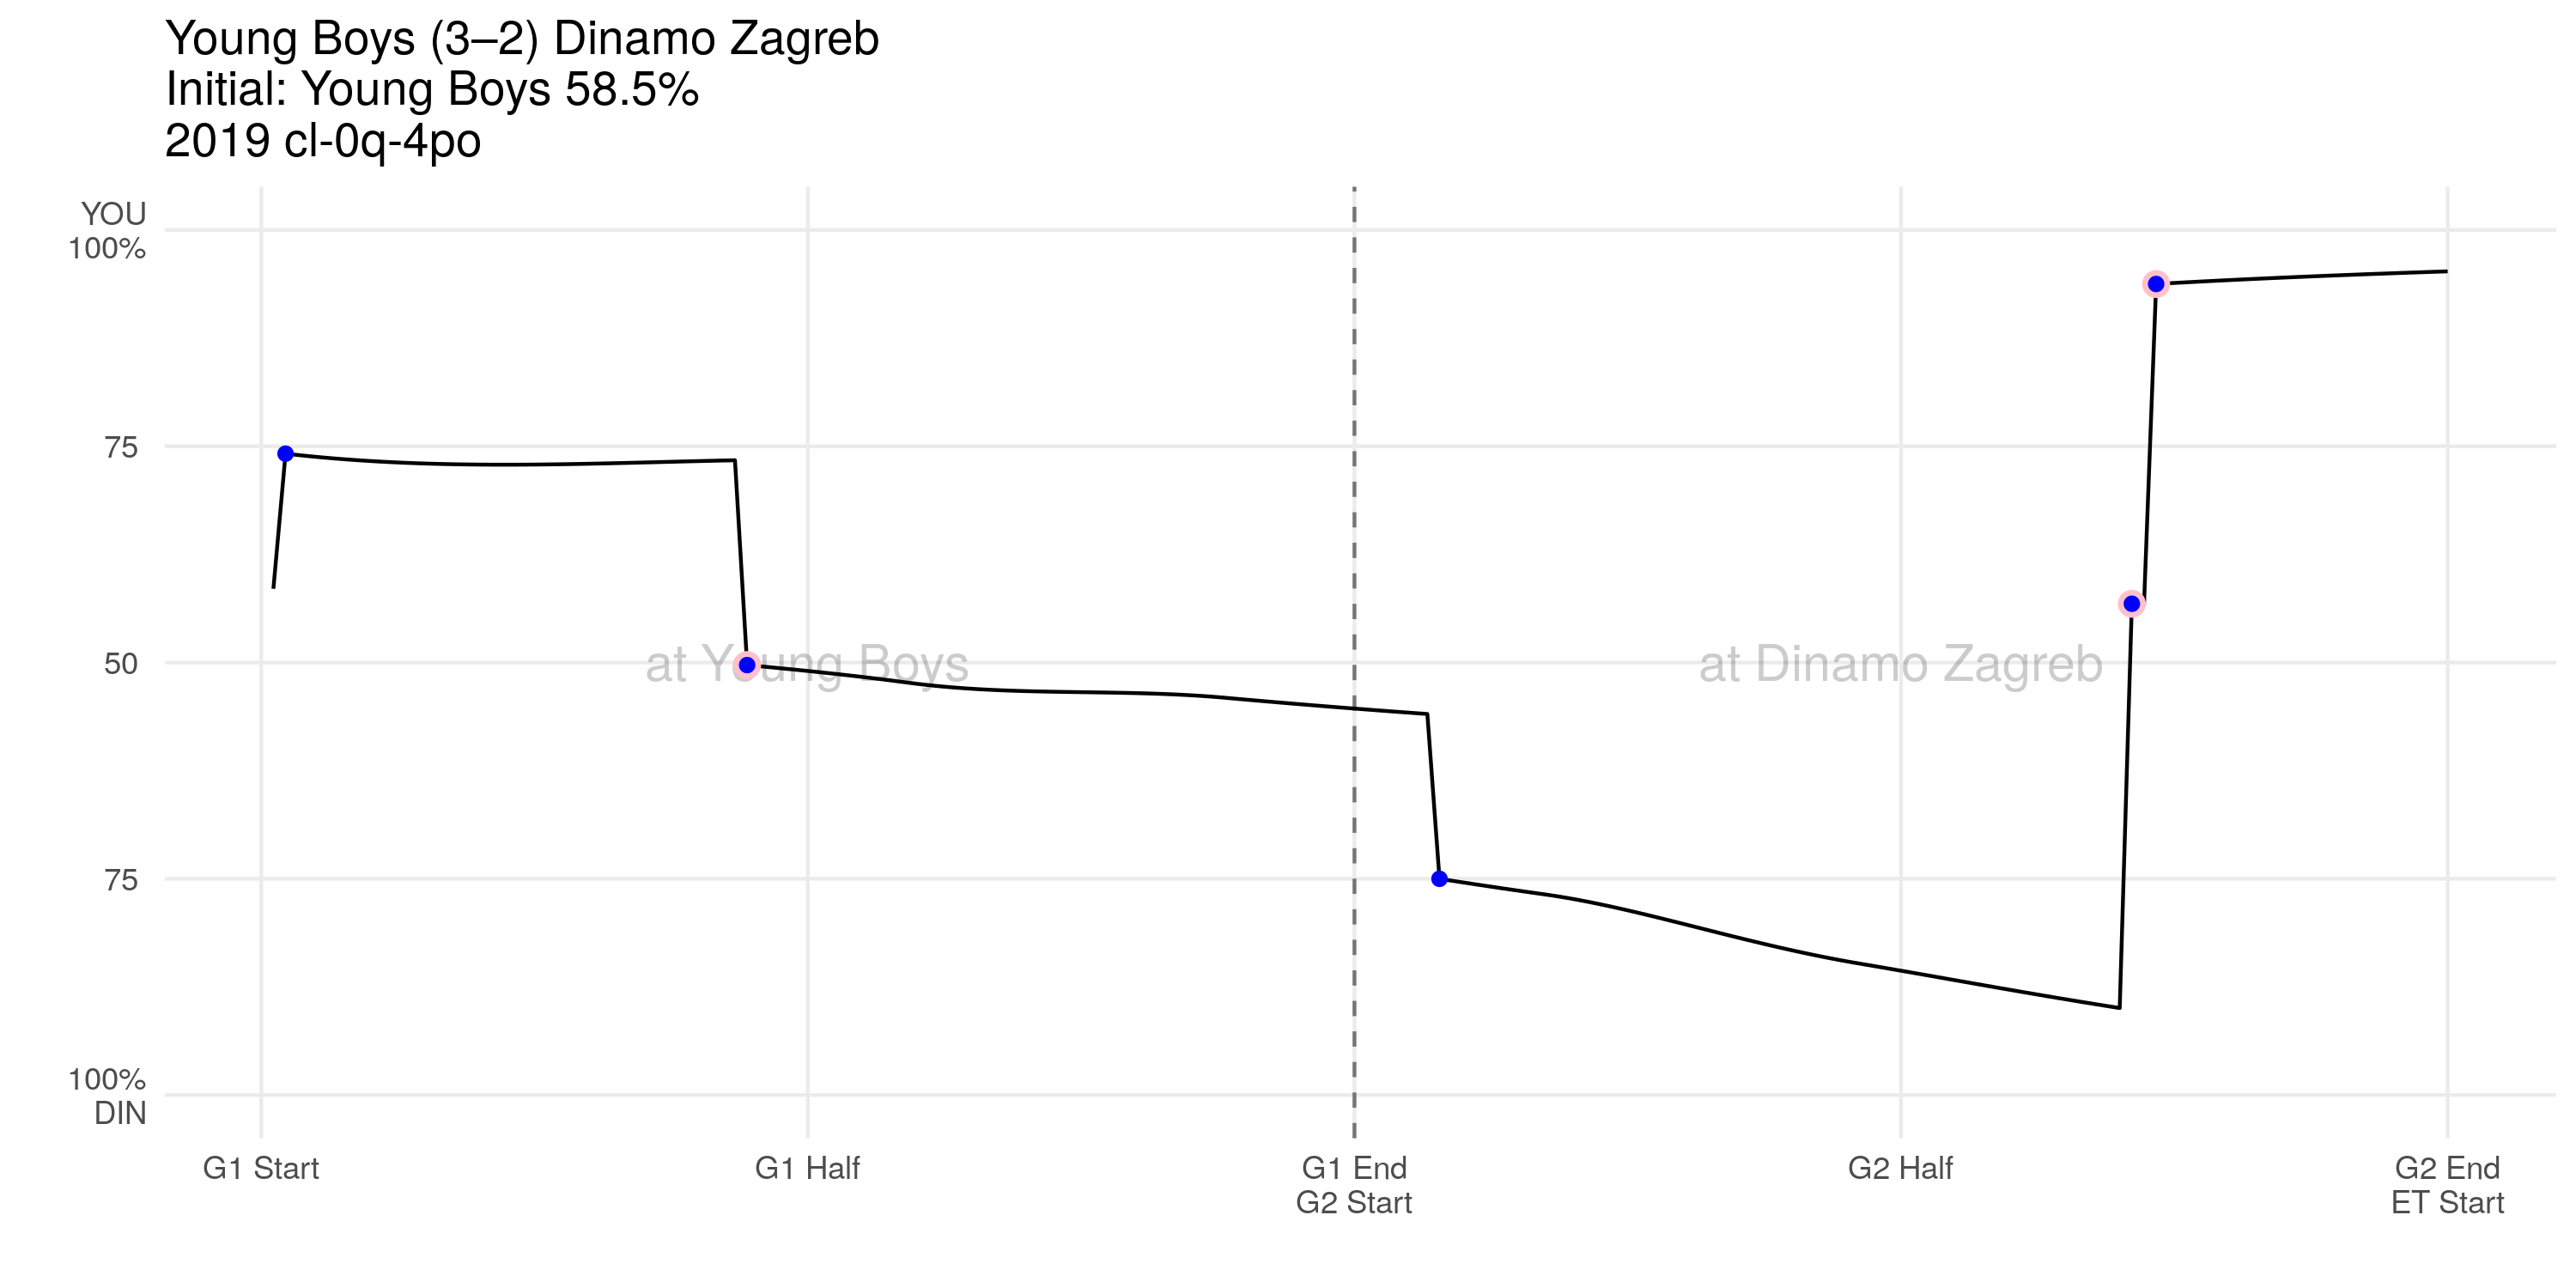 Young Boys (3–2) Dinamo Zagreb
Initial: Young Boys 58.5%
2019 cl-0q-4po
YOU
100%
75
50
75
100%
DIN
at Young Boys
at Dinamo Zagreb
G1 Start
G1 Half
G1 End
G2 Start
G2 Half
G2 End
ET Start